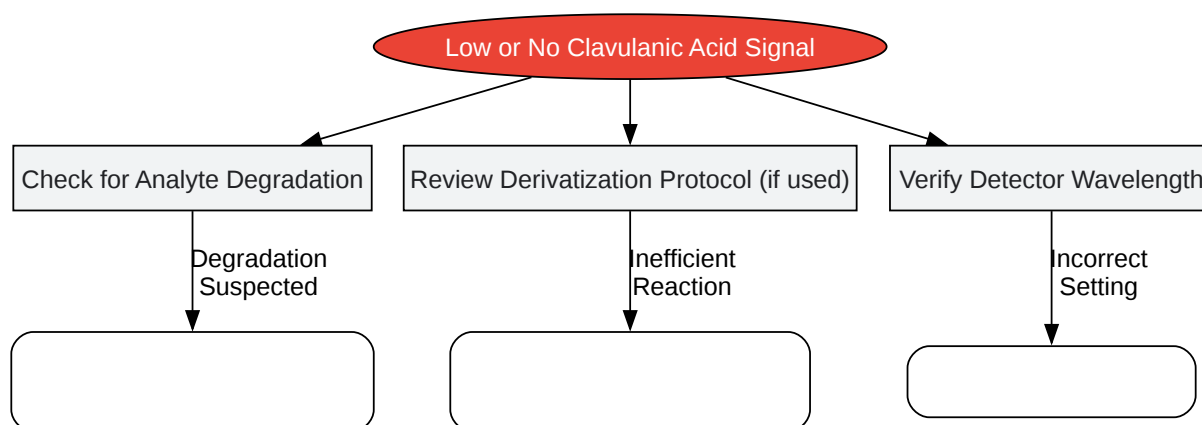 Low or No Clavulanic Acid Signal
Check for Analyte Degradation
Review Derivatization Protocol (if used)
Verify Detector Wavelength
Degradation
Suspected
Inefficient
Reaction
Incorrect
Setting